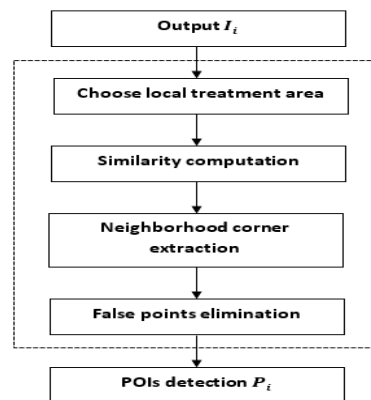 Output I_i
Choose local treatment area
Similarity computation
Neighborhood corner
extraction
False points elimination
POIs detection P_i